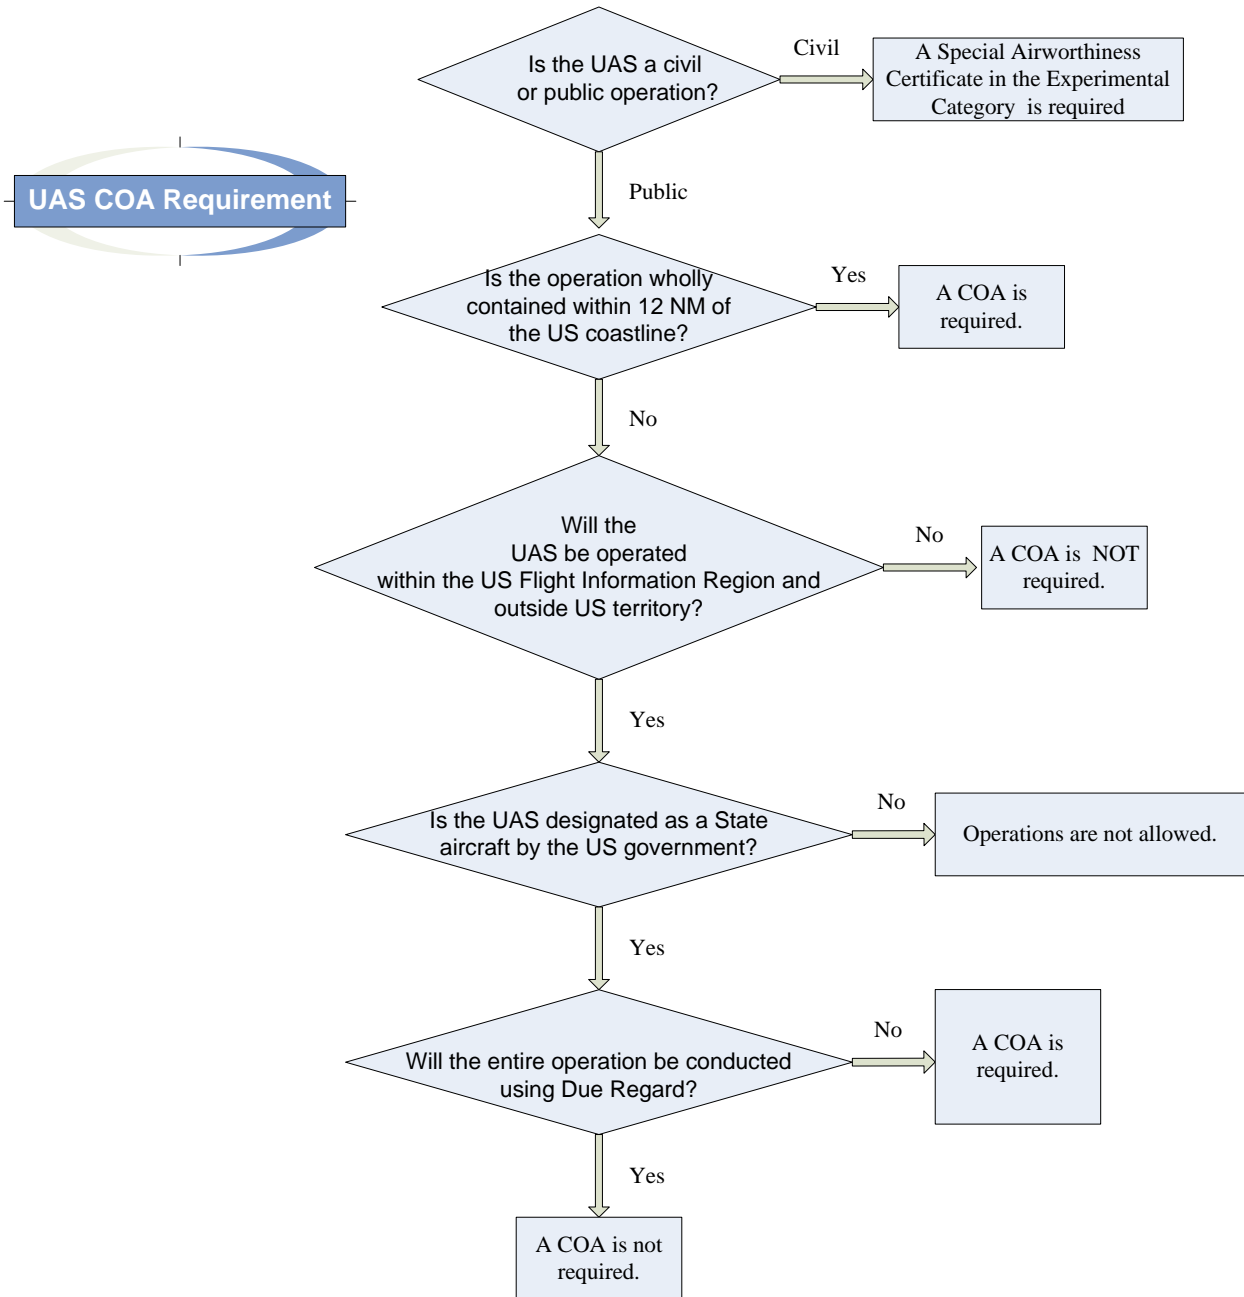 Is the UAS a civil
or public operation?
Civil
A Special Airworthiness
Certificate in the Experimental
Category is required
UAS COA Requirement
Public
Is the operation wholly
contained within 12 NM of
the US coastline?
Yes
A COA is
required.
No
Will the
UAS be operated
within the US Flight Information Region and
outside US territory?
No
A COA is NOT
required.
Yes
Is the UAS designated as a State
aircraft by the US government?
No
Operations are not allowed.
Yes
Will the entire operation be conducted
using Due Regard?
No
A COA is
required.
Yes
A COA is not
required.